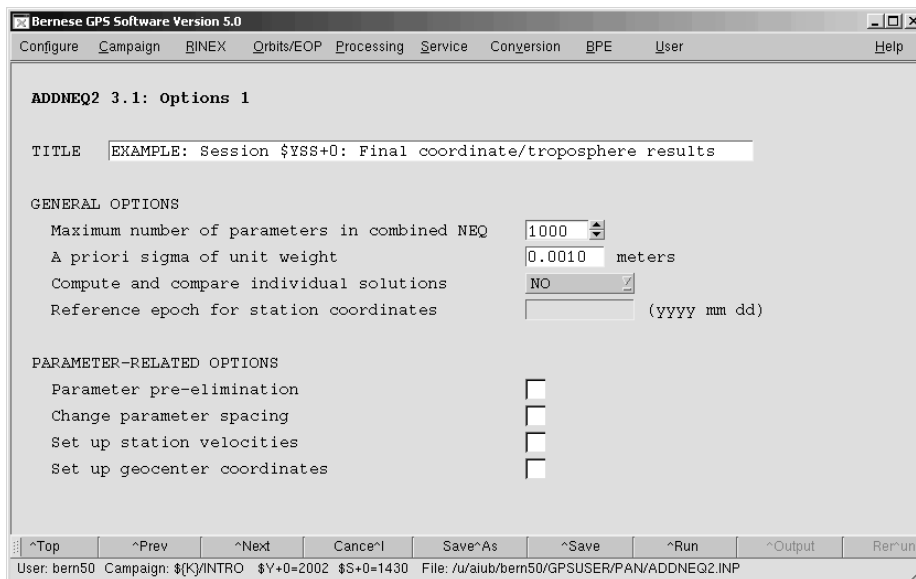 Bernese GPS Software Version 5.0
Configure Campaign RINEX Orbits/EOP Processing Service Conversion BPE User Help
ADDNEQ2 3.1: Options 1
TITLE EXAMPLE: Session $YSS+0: Final coordinate/troposphere results
GENERAL OPTIONS
Maximum number of parameters in combined NEQ 1000
A priori sigma of unit weight 0.0010 meters
Compute and compare individual solutions NO
Reference epoch for station coordinates (yyyy mm dd)
PARAMETER-RELATED OPTIONS
Parameter pre-elimination
Change parameter spacing
Set up station velocities
Set up geocenter coordinates
^Top ^Prev ^Next Cance^l Save^As ^Save ^Run ^Output Rer^un
User: bern50 Campaign: ${K}/INTRO $Y+0=2002 $S+0=1430 File: /u/aiub/bern50/GPSUSER/PAN/ADDNEQ2.INP